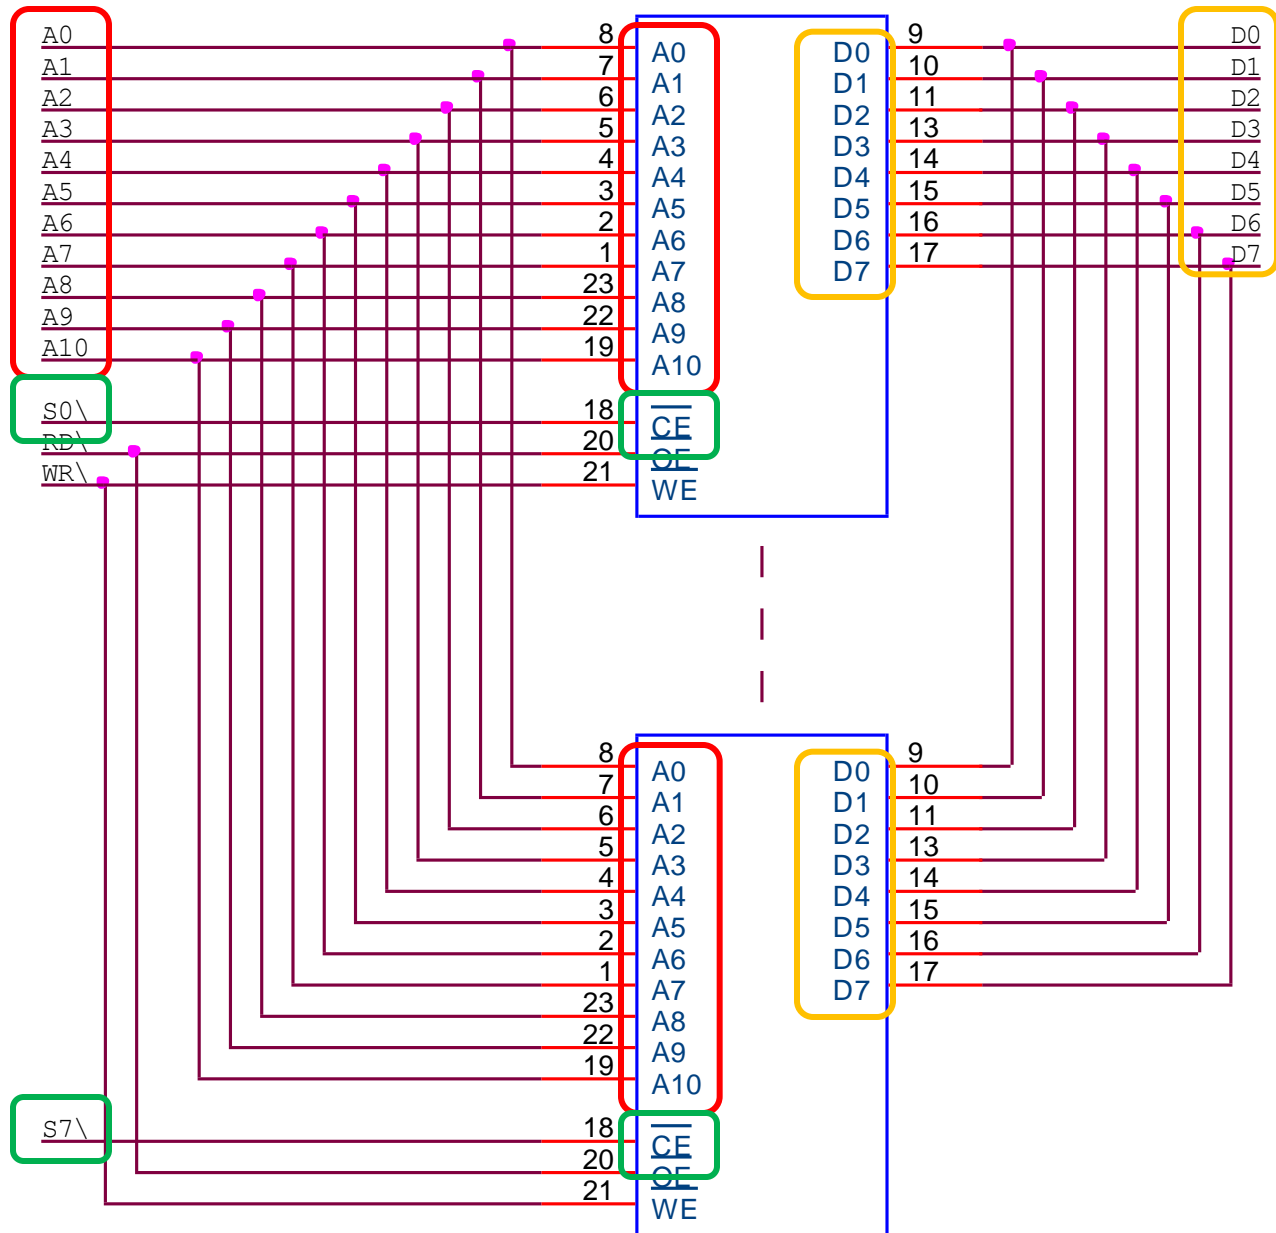 A0 8 A0 D0 9 D0
A1 7 A1 D1 10 D1
A2 6 A2 D2 11 D2
A3 5 A3 D3 13 D3
A4 4 A4 D4 14 D4
A5 3 A5 D5 15 D5
A6 2 A6 D6 16 D6
A7 1 A7 D7 17 D7
A8 23 A8
A9 22 A9
A10 19 A10
S0\ 18 CE
RD\ 20 OE
WR\ 21 WE
8 A0 D0 9
7 A1 D1 10
6 A2 D2 11
5 A3 D3 13
4 A4 D4 14
3 A5 D5 15
2 A6 D6 16
1 A7 D7 17
23 A8
22 A9
19 A10
S7\ 18 CE
20 OE
21 WE